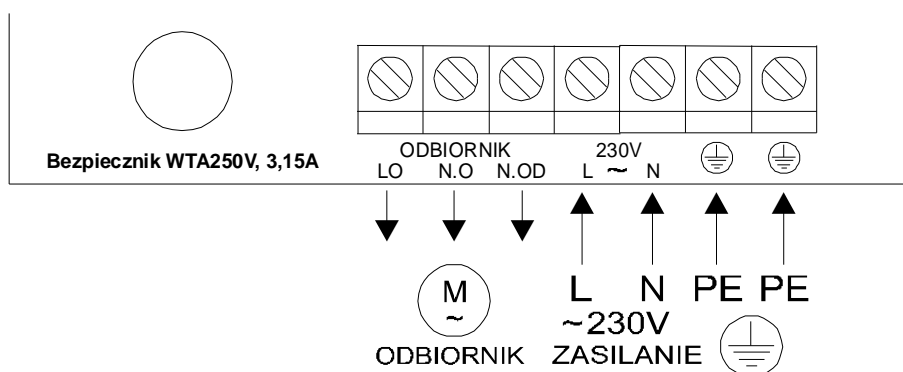 Bezpiecznik WTA250V, 3,15A
ODBIORNIK 230V
LO N.O N.OD L ~ N
M
~
L N PE PE
~230V
ODBIORNIK ZASILANIE